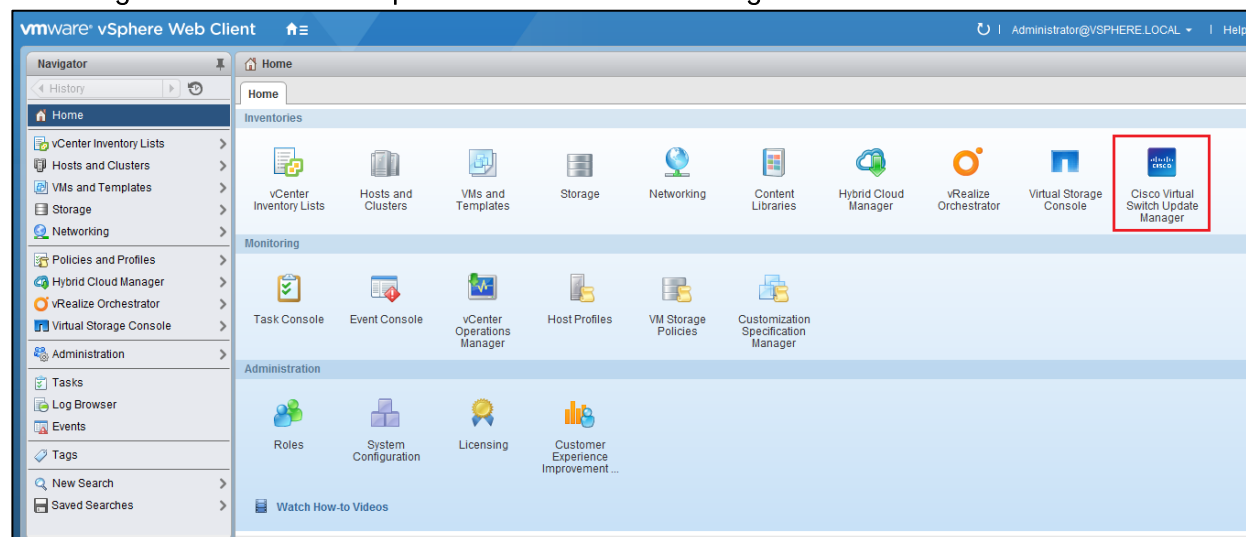 vmware® vSphere Web Client
Administrator@VSPHERE.LOCAL
Help
Navigator
History
Home
vCenter Inventory Lists
Hosts and Clusters
VMs and Templates
Storage
Networking
Policies and Profiles
Hybrid Cloud Manager
vRealize Orchestrator
Virtual Storage Console
Administration
Tasks
Log Browser
Events
Tags
New Search
Saved Searches
Home
Home
Inventories
vCenter
Inventory Lists
Hosts and
Clusters
VMs and
Templates
Storage
Networking
Content
Libraries
Hybrid Cloud
Manager
vRealize
Orchestrator
Virtual Storage
Console
CISCO
Cisco Virtual
Switch Update
Manager
Monitoring
Task Console
Event Console
vCenter
Operations
Manager
Host Profiles
VM Storage
Policies
Customization
Specification
Manager
Administration
Roles
System
Configuration
Licensing
Customer
Experience
Improvement ...
Watch How-to Videos